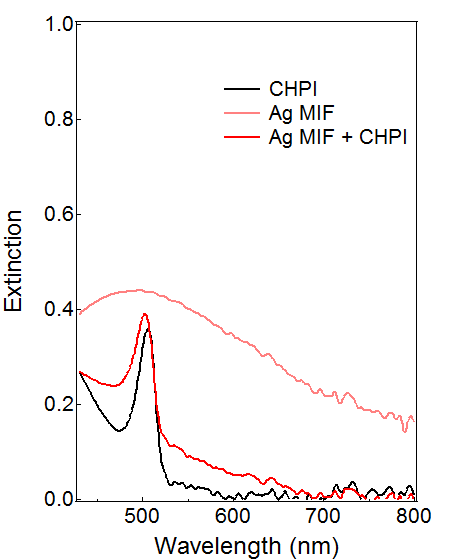 1.0
CHPI
Ag MIF
Ag MIF + CHPI
0.8
0.6
Extinction
0.4
0.2
0.0
500 600 700 800
Wavelength (nm)